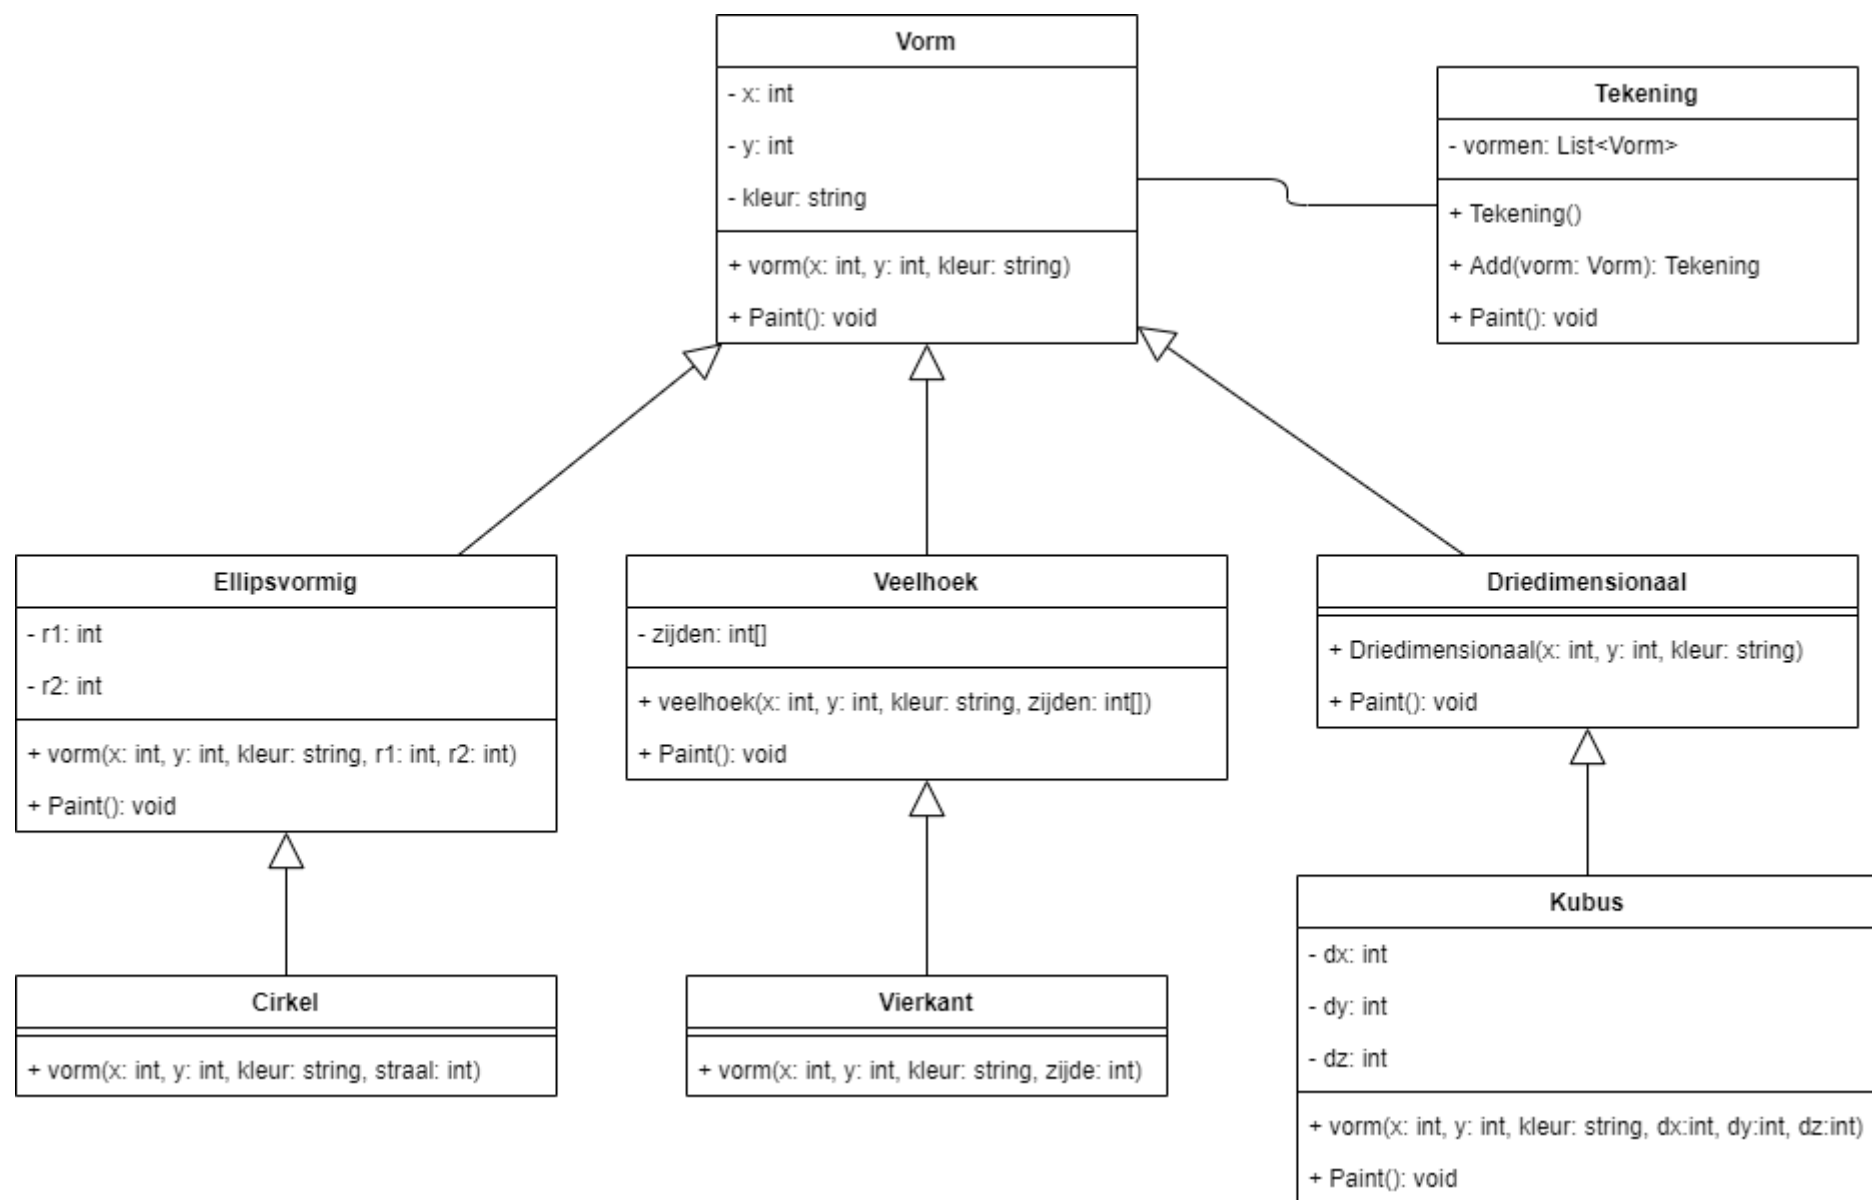 Vorm
- x: int
- y: int
- kleur: string
+ vorm(x: int, y: int, kleur: string)
+ Paint(): void
Tekening
- vormen: List<Vorm>
+ Tekening()
+ Add(vorm: Vorm): Tekening
+ Paint(): void
Ellipsvormig
- r1: int
- r2: int
+ vorm(x: int, y: int, kleur: string, r1: int, r2: int)
+ Paint(): void
Veelhoek
- zijden: int[]
+ veelhoek(x: int, y: int, kleur: string, zijden: int[])
+ Paint(): void
Driedimensionaal
+ Driedimensionaal(x: int, y: int, kleur: string)
+ Paint(): void
Cirkel
+ vorm(x: int, y: int, kleur: string, straal: int)
Vierkant
+ vorm(x: int, y: int, kleur: string, zijde: int)
Kubus
- dx: int
- dy: int
- dz: int
+ vorm(x: int, y: int, kleur: string, dx:int, dy:int, dz:int)
+ Paint(): void